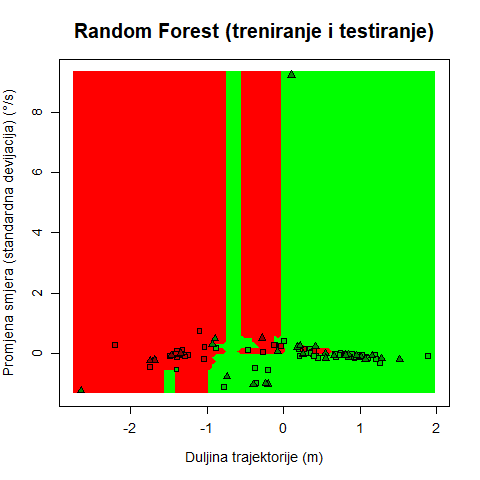 Random Forest (treniranje i testiranje)
Promjena smjera (standardna devijacija) (°/s)
8
6
4
2
0
-2 -1 0 1 2
Duljina trajektorije (m)